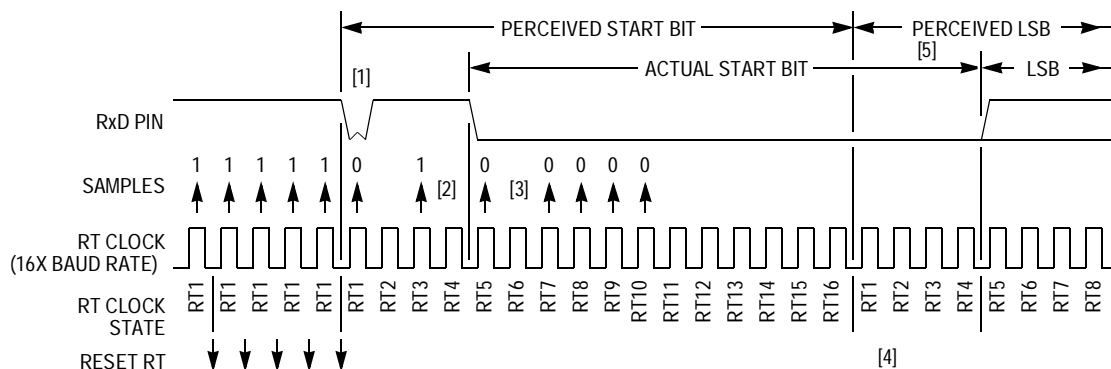 PERCEIVED START BIT PERCEIVED LSB
[1] ACTUAL START BIT [5] LSB
RxD PIN
SAMPLES 1 1 1 1 1 0 1 [2] 0 [3] 0 0 0 0
RT CLOCK
(16X BAUD RATE)
RT CLOCK
STATE
RT1 RT1 RT1 RT1 RT1 RT1 RT2 RT3 RT4 RT5 RT6 RT7 RT8 RT9 RT10 RT11 RT12 RT13 RT14 RT15 RT16 RT1 RT2 RT3 RT4 RT5 RT6 RT7 RT8
RESET RT [4]